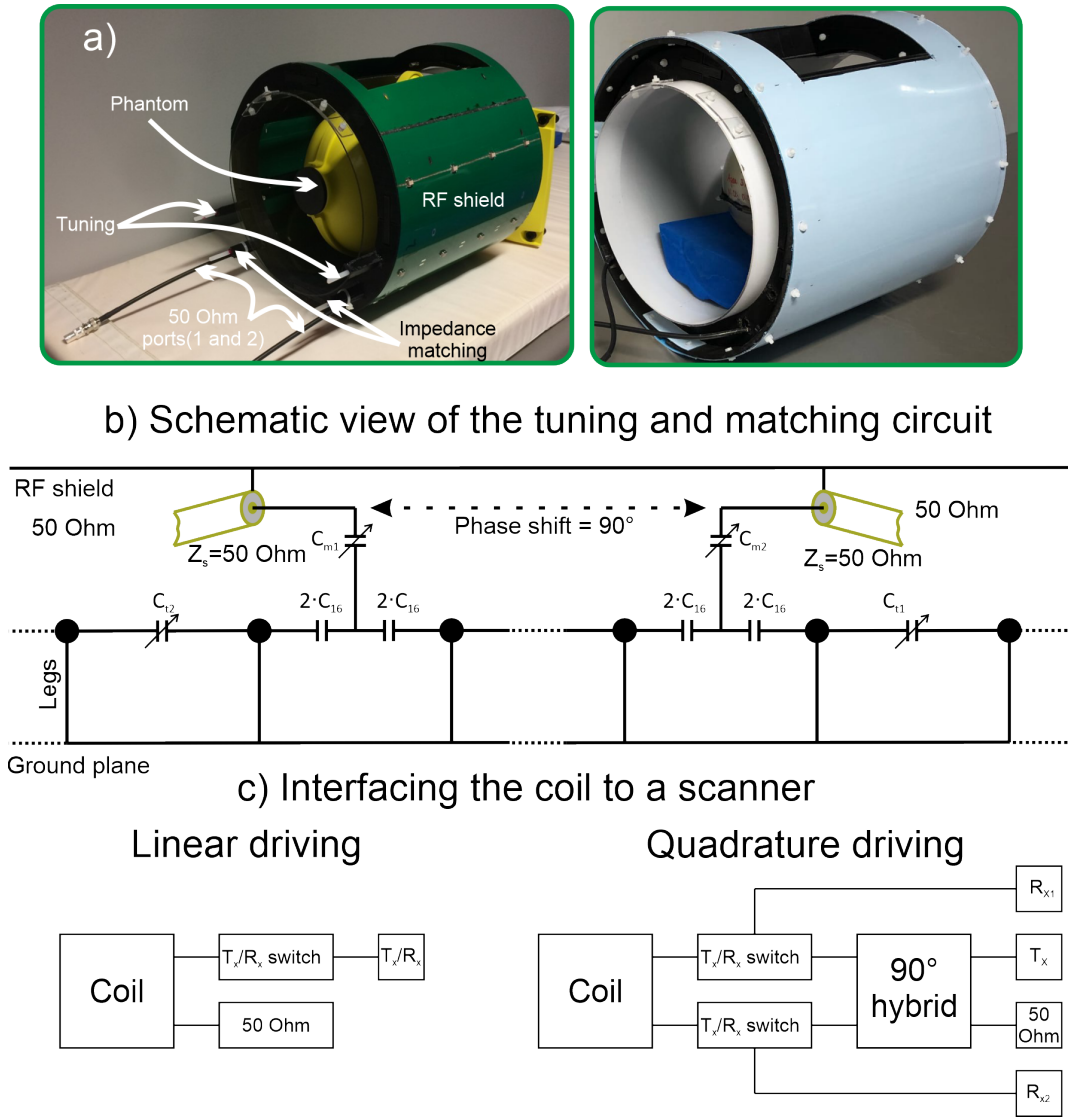 a)
Phantom
RF shield
Tuning
50 Ohm
ports(1 and 2)
Impedance
matching
b) Schematic view of the tuning and matching circuit
RF shield
50 Ohm
Zs=50 Ohm
Cm1
Phase shift = 90°
Cm2
50 Ohm
Zs=50 Ohm
Ct2
2·C16
2·C16
2·C16
2·C16
Ct1
Legs
Ground plane
c) Interfacing the coil to a scanner
Linear driving
Quadrature driving
Coil
Tx/Rx switch
Tx/Rx
50 Ohm
Coil
Tx/Rx switch
Tx/Rx switch
90°
hybrid
RX1
TX
50
Ohm
Rx2